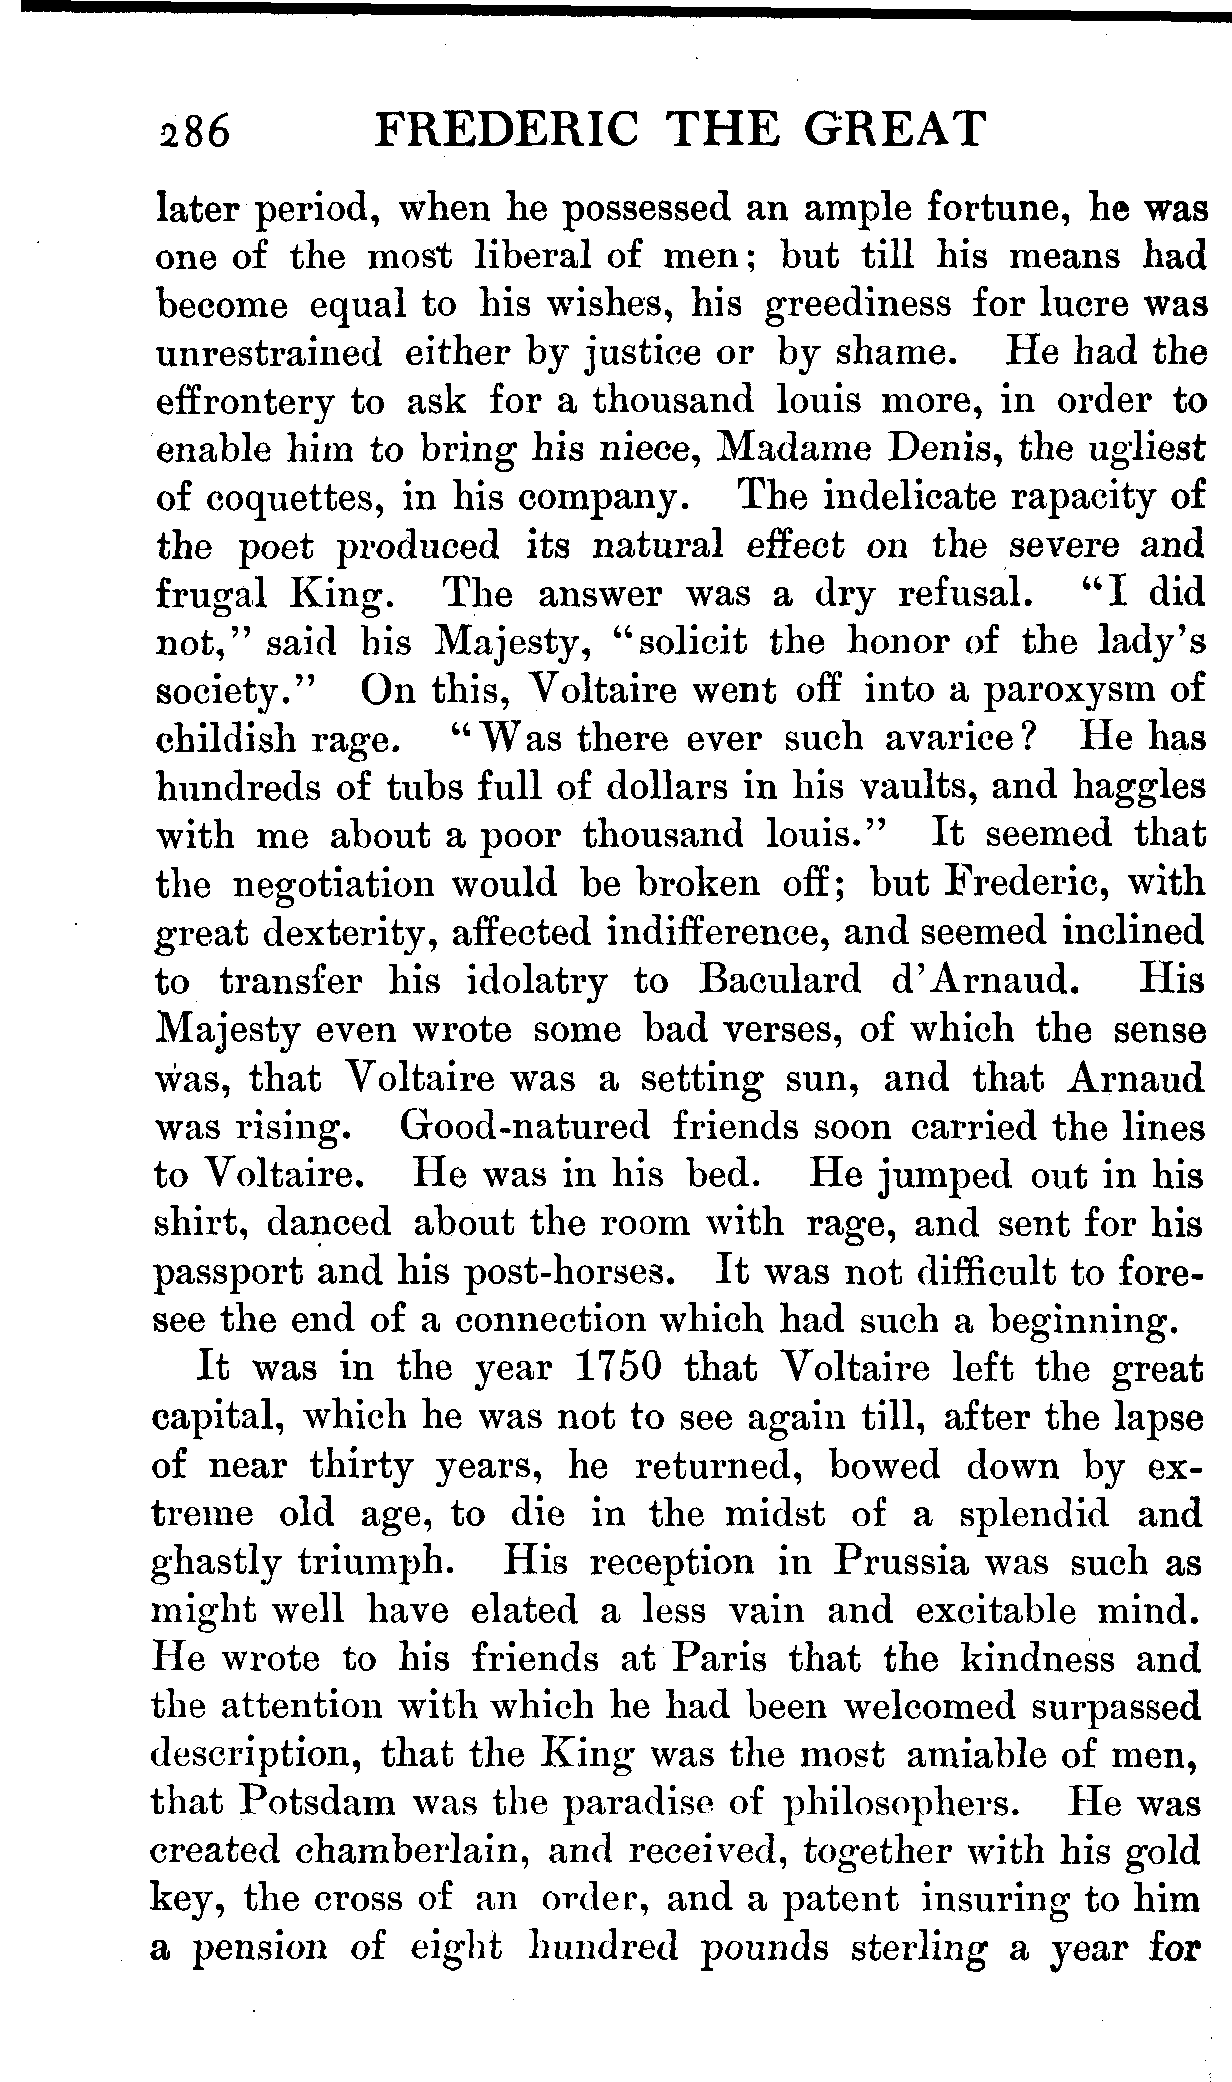 286 FREDERIC THE GREAT
later period, when he possessed an ample fortune, he was
one of the most liberal of men; but till his means had
become equal to his wishes, his greediness for lucre was
unrestrained either by justice or by shame. He had the
effrontery to ask for a thousand louis more, in order to
enable him to bring his niece, Madame Denis, the ugliest
of coquettes, in his company. The indelicate rapacity of
the poet produced its natural effect on the severe and
frugal King. The answer was a dry refusal. "I did
not," said his Majesty, "solicit the honor of the lady's
society." On this, Voltaire went off into a paroxysm of
childish rage. "Was there ever such avarice? He has
hundreds of tubs full of dollars in his vaults, and haggles
with me about a poor thousand louis." It seemed that
the negotiation would be broken off; but Frederic, with
great dexterity, affected indifference, and seemed inclined
to transfer his idolatry to Baculard d'Arnaud. His
Majesty even wrote some bad verses, of which the sense
was, that Voltaire was a setting sun, and that Arnaud
was rising. Good-natured friends soon carried the lines
to Voltaire. He was in his bed. He jumped out in his
shirt, danced about the room with rage, and sent for his
passport and his post-horses. It was not difficult to fore-
see the end of a connection which had such a beginning.
It was in the year 1750 that Voltaire left the great
capital, which he was not to see again till, after the lapse
of near thirty years, he returned, bowed down by ex-
treme old age, to die in the midst of a splendid and
ghastly triumph. His reception in Prussia was such as
might well have elated a less vain and excitable mind.
He wrote to his friends at Paris that the kindness and
the attention with which he had been welcomed surpassed
description, that the King was the most amiable of men,
that Potsdam was the paradise of philosophers. He was
created chamberlain, and received, together with his gold
key, the cross of an order, and a patent insuring to him
a pension of eight hundred pounds sterling a year for